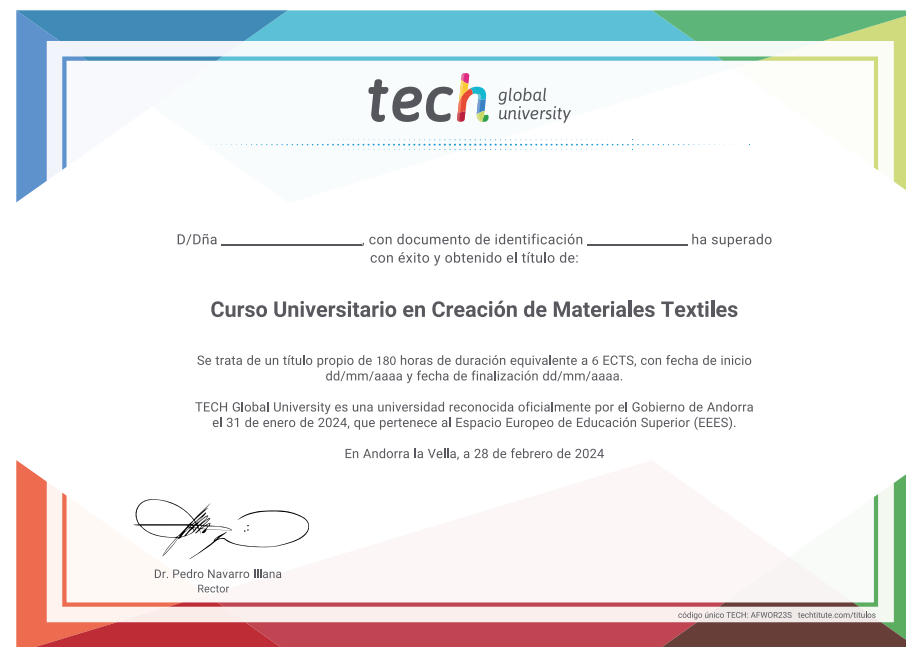 tech global university
D/Dña ______________, con documento de identificación __________ ha superado
con éxito y obtenido el título de:
Curso Universitario en Creación de Materiales Textiles
Se trata de un título propio de 180 horas de duración equivalente a 6 ECTS, con fecha de inicio
dd/mm/aaaa y fecha de finalización dd/mm/aaaa.
TECH Global University es una universidad reconocida oficialmente por el Gobierno de Andorra
el 31 de enero de 2024, que pertenece al Espacio Europeo de Educación Superior (EEES).
En Andorra la Vella, a 28 de febrero de 2024
Dr. Pedro Navarro Illana
Rector
código único TECH: AFWOR23S techtitute.com/titulos